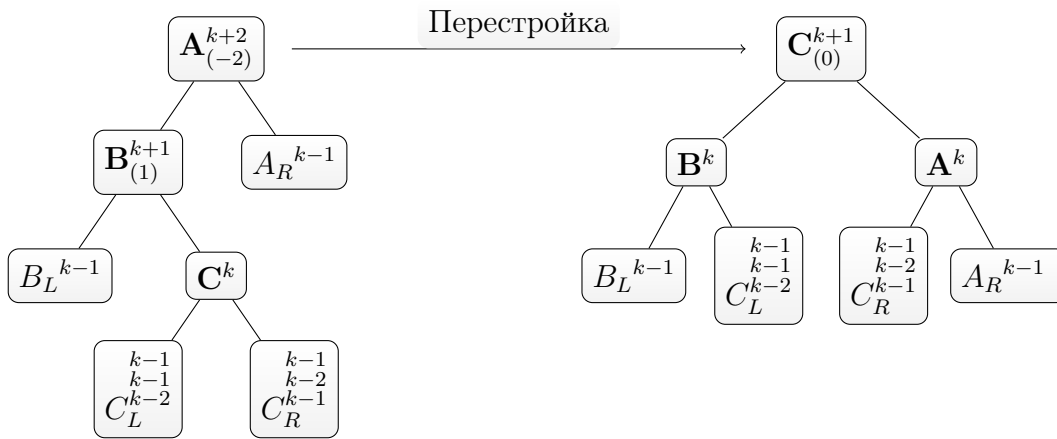 Перестройка
A^{k+2}_{(-2)}
C^{k+1}_{(0)}
B^{k+1}_{(1)}
A_R^{k-1}
B^k
A^k
B_L^{k-1}
C^k
B_L^{k-1}
k-1
k-1
C_L^{k-2}
k-1
k-2
C_R^{k-1}
A_R^{k-1}
k-1
k-1
C_L^{k-2}
k-1
k-2
C_R^{k-1}